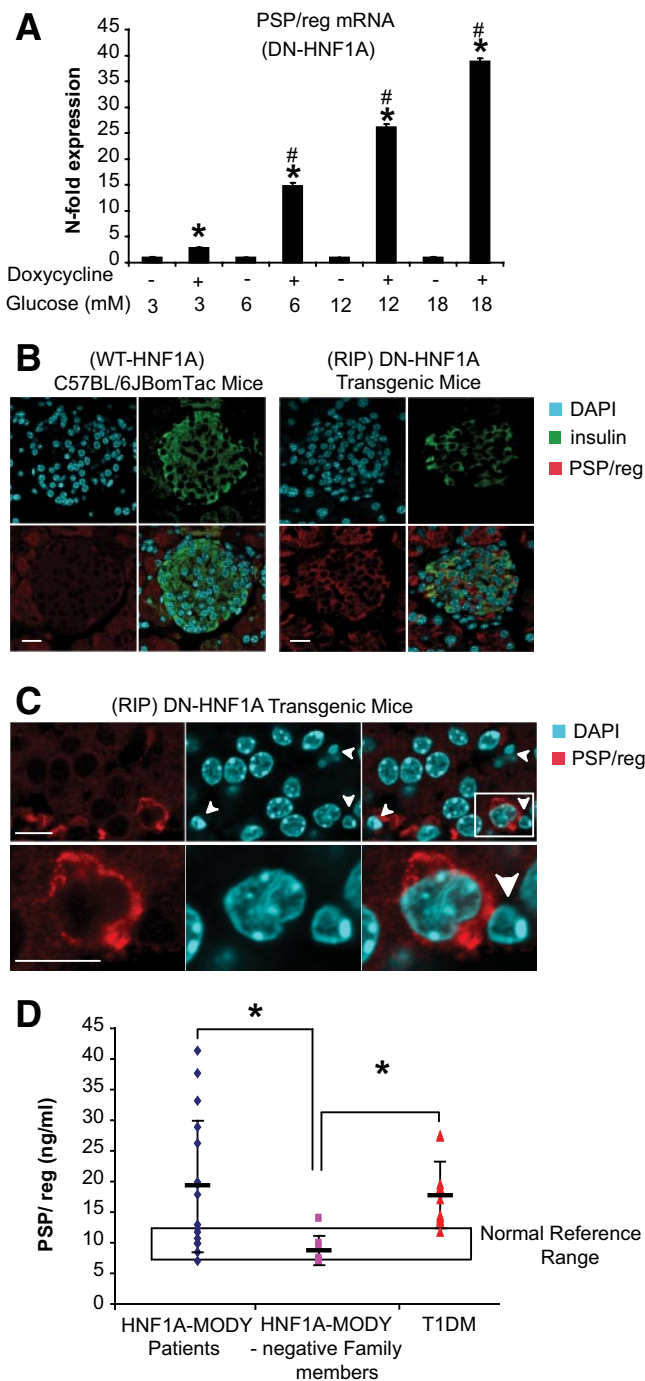 A
PSP/reg mRNA
(DN-HNF1A)
N-fold expression
45
40
35
30
25
20
15
10
5
0
* # * # * # *
Doxycycline - + - + - + - +
Glucose (mM) 3 3 6 6 12 12 18 18
B
(WT-HNF1A)
C57BL/6JBomTac Mice
(RIP) DN-HNF1A
Transgenic Mice
DAPI
insulin
PSP/reg
C
(RIP) DN-HNF1A Transgenic Mice
DAPI
PSP/reg
D
PSP/ reg (ng/ml)
45
40
35
30
25
20
15
10
5
0
*
*
Normal Reference
Range
HNF1A-MODY
Patients
HNF1A-MODY
- negative Family
members
T1DM